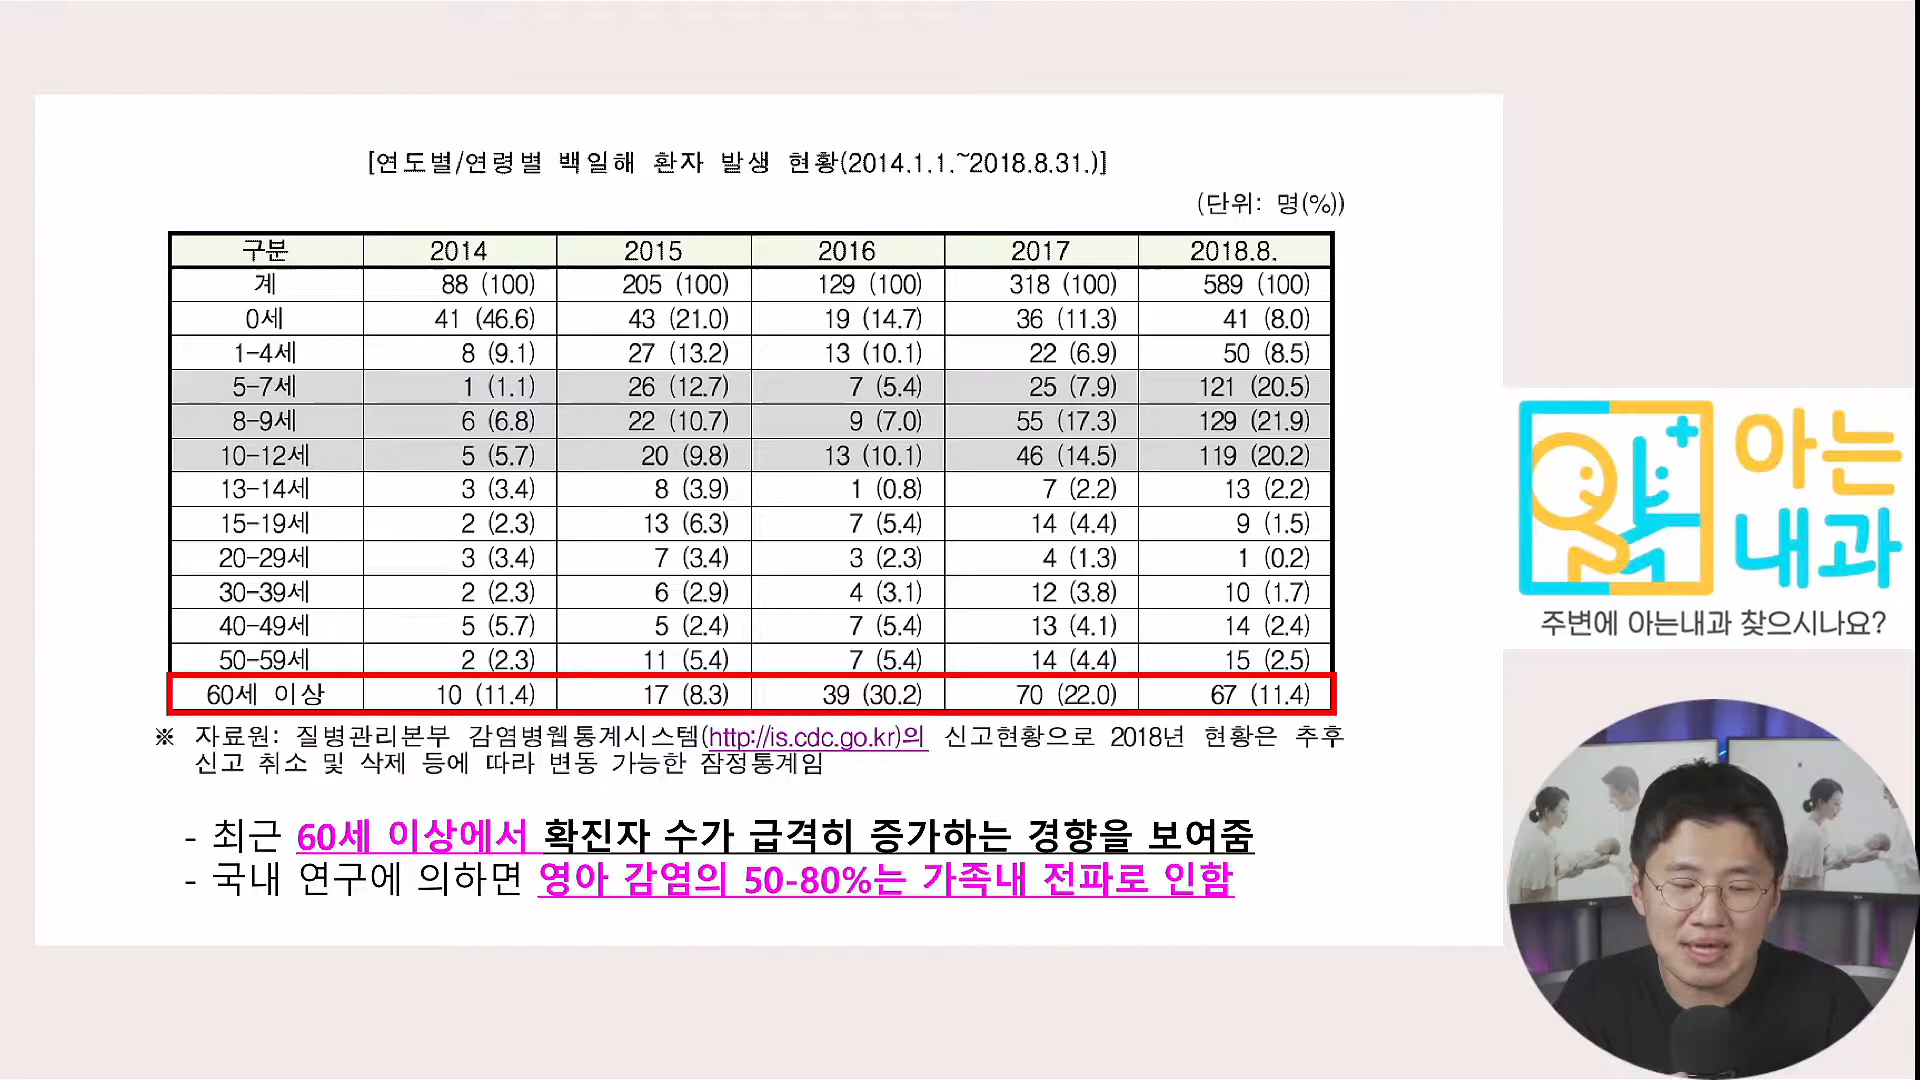 [연도별/연령별 백일해 환자 발생 현황(2014.1.1.~2018.8.31.)]
(단위: 명(%))
구분 2014 2015 2016 2017 2018.8.
계 88 (100) 205 (100) 129 (100) 318 (100) 589 (100)
0세 41 (46.6) 43 (21.0) 19 (14.7) 36 (11.3) 41 (8.0)
1-4세 8 (9.1) 27 (13.2) 13 (10.1) 22 (6.9) 50 (8.5)
5-7세 1 (1.1) 26 (12.7) 7 (5.4) 25 (7.9) 121 (20.5)
8-9세 6 (6.8) 22 (10.7) 9 (7.0) 55 (17.3) 129 (21.9)
10-12세 5 (5.7) 20 (9.8) 13 (10.1) 46 (14.5) 119 (20.2)
13-14세 3 (3.4) 8 (3.9) 1 (0.8) 7 (2.2) 13 (2.2)
15-19세 2 (2.3) 13 (6.3) 7 (5.4) 14 (4.4) 9 (1.5)
20-29세 3 (3.4) 7 (3.4) 3 (2.3) 4 (1.3) 1 (0.2)
30-39세 2 (2.3) 6 (2.9) 4 (3.1) 12 (3.8) 10 (1.7)
40-49세 5 (5.7) 5 (2.4) 7 (5.4) 13 (4.1) 14 (2.4)
50-59세 2 (2.3) 11 (5.4) 7 (5.4) 14 (4.4) 15 (2.5)
60세 이상 10 (11.4) 17 (8.3) 39 (30.2) 70 (22.0) 67 (11.4)
※ 자료원: 질병관리본부 감염병웹통계시스템(http://is.cdc.go.kr)의 신고현황으로 2018년 현황은 추후
신고 취소 및 삭제 등에 따라 변동 가능한 잠정통계임
- 최근 60세 이상에서 확진자 수가 급격히 증가하는 경향을 보여줌
- 국내 연구에 의하면 영아 감염의 50-80%는 가족내 전파로 인함
아는
내과
주변에 아는내과 찾으시나요?